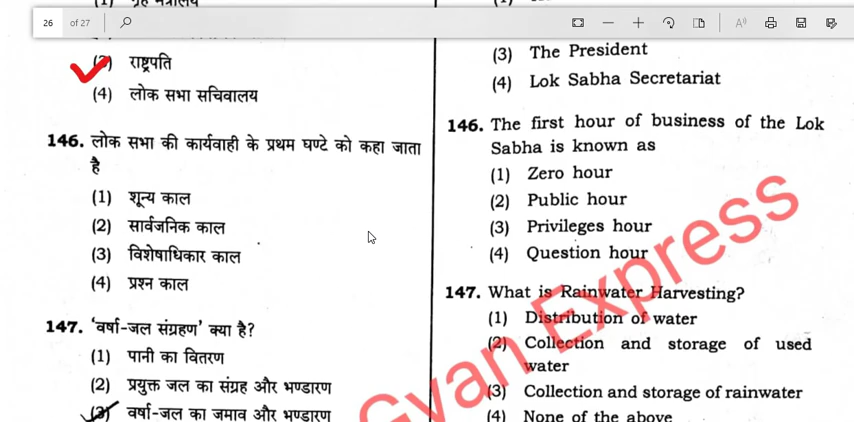 26 of 27
(3) राष्ट्रपति
(4) लोक सभा सचिवालय
146. लोक सभा की कार्यवाही के प्रथम घण्टे को कहा जाता
है
(1) शून्य काल
(2) सार्वजनिक काल
(3) विशेषाधिकार काल
(4) प्रश्न काल
147. 'वर्षा-जल संग्रहण' क्या है?
(1) पानी का वितरण
(2) प्रयुक्त जल का संग्रह और भण्डारण
(3) वर्षा-जल का जमाव और भण्डारण
(3) The President
(4) Lok Sabha Secretariat
146. The first hour of business of the Lok
Sabha is known as
(1) Zero hour
(2) Public hour
(3) Privileges hour
(4) Question hour
147. What is Rainwater Harvesting?
(1) Distribution of water
(2) Collection and storage of used
water
(3) Collection and storage of rainwater
(4) None of the above
Gyan Express